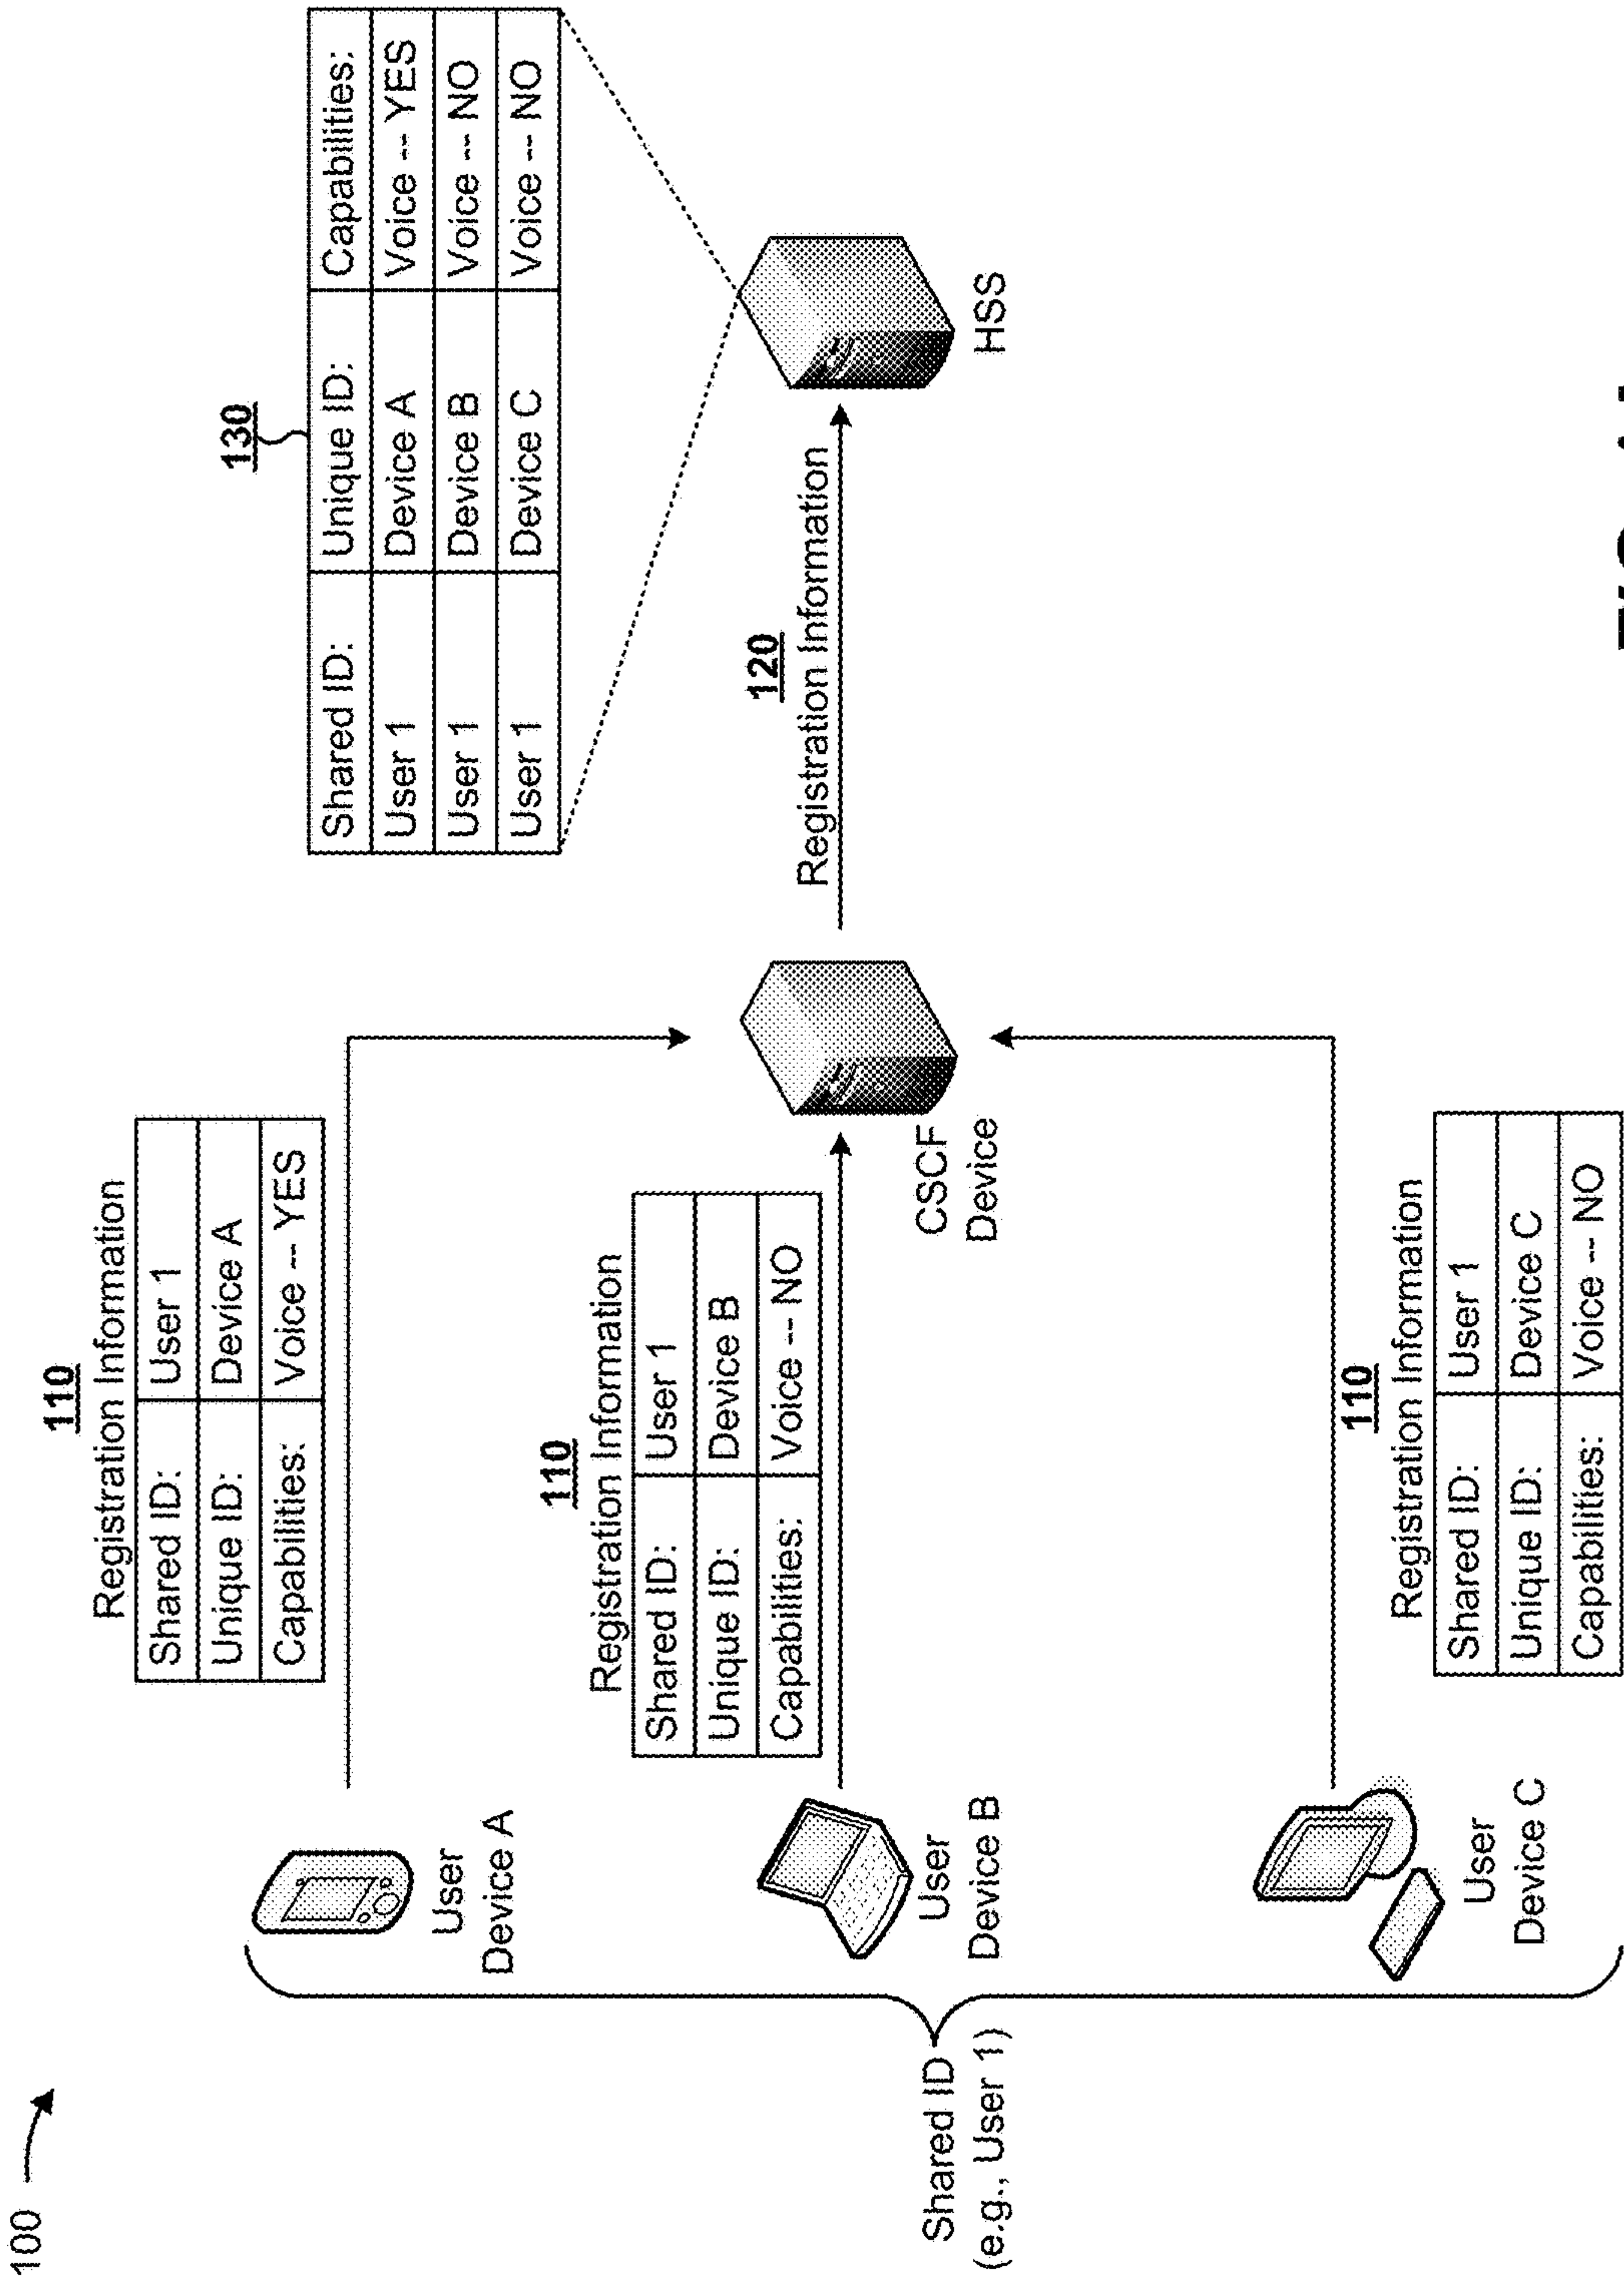 100
110
Registration Information
Shared ID: User 1
Unique ID: Device A
Capabilities: Voice -- YES
User
Device A
110
Registration Information
Shared ID: User 1
Unique ID: Device B
Capabilities: Voice -- NO
User
Device B
Shared ID
(e.g., User 1)
110
Registration Information
Shared ID: User 1
Unique ID: Device C
Capabilities: Voice -- NO
User
Device C
CSCF
Device
120
Registration Information
130
Shared ID: Unique ID: Capabilities:
User 1 Device A Voice -- YES
User 1 Device B Voice -- NO
User 1 Device C Voice -- NO
HSS